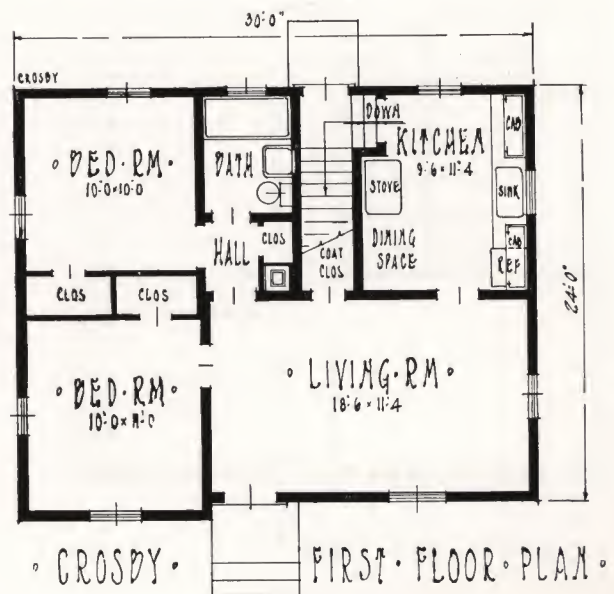 30'-0"
CROSBY
BED·RM·
10'-0×10'-0
BATH
DOWN
KITCHEN
9'-6×11'-4
CAB
STOVE
SINK
DINING
SPACE
CAB
REF
HALL
CLOS
COAT
CLOS
24'-0"
CLOS
CLOS
·BED·RM·
·LIVING·RM·
18'-6×11'-4
·CROSBY·
FIRST·FLOOR·PLAN·